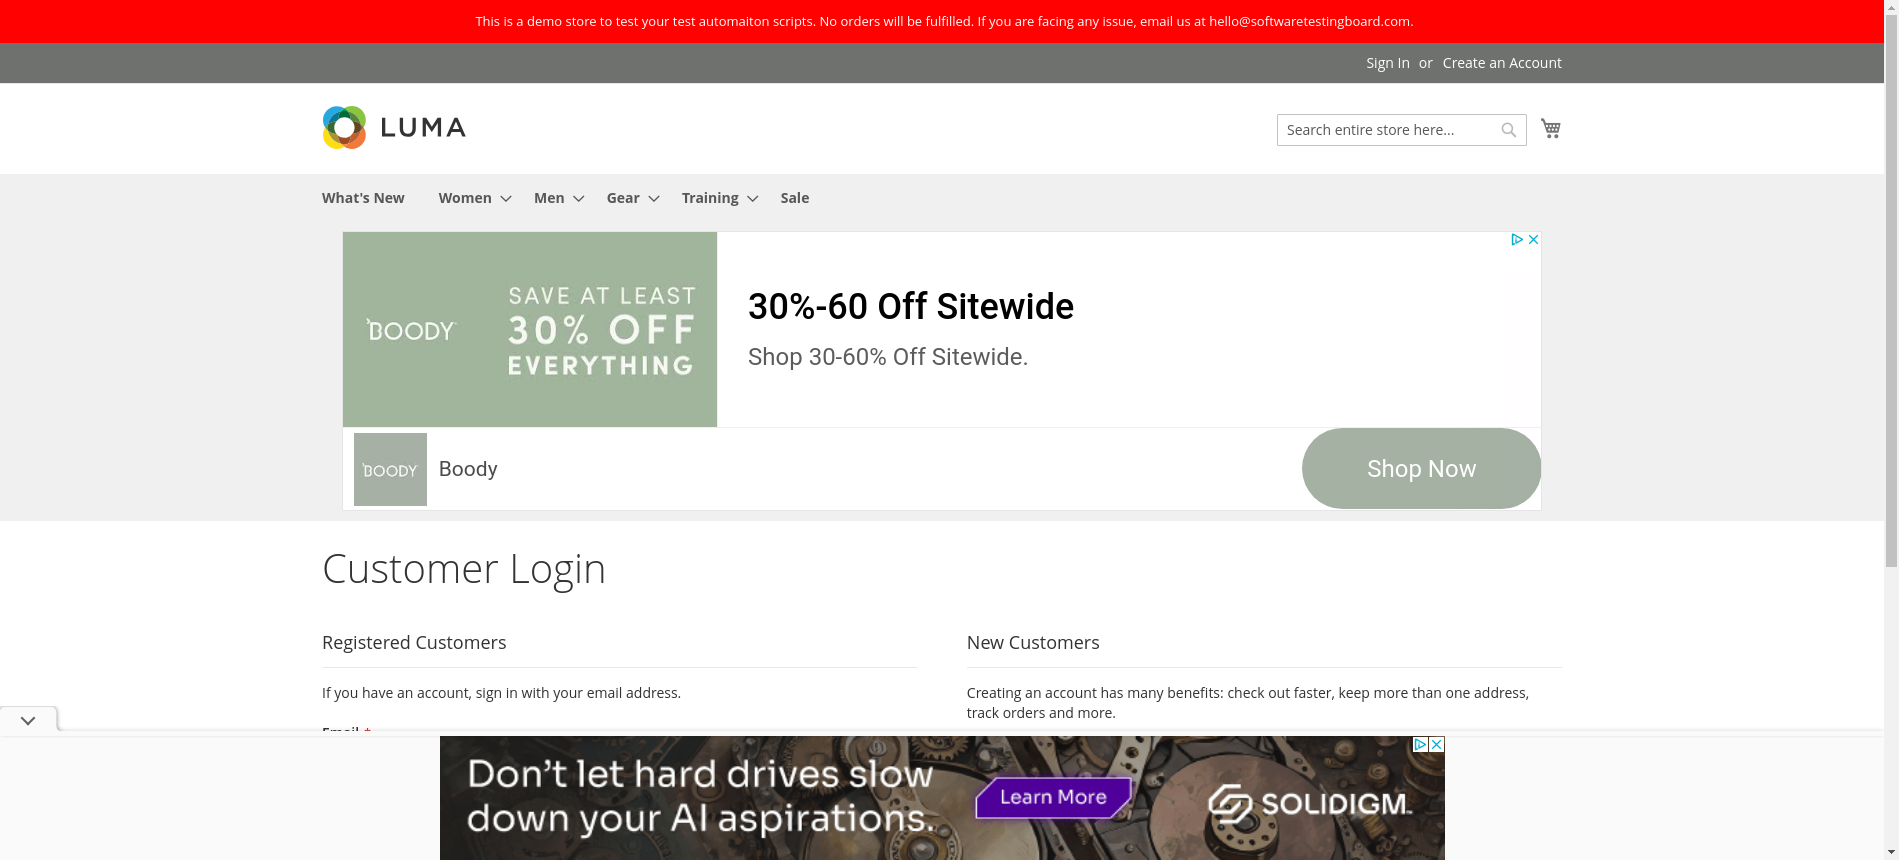 This is a demo store to test your test automaiton scripts. No orders will be fulfilled. If you are facing any issue, email us at hello@softwaretestingboard.com.
Sign In or Create an Account
LUMA
Search entire store here...
What's New Women Men Gear Training Sale
SAVE AT LEAST
BOODY
30% OFF
EVERYTHING
30%-60 Off Sitewide
Shop 30-60% Off Sitewide.
BOODY
Boody
Shop Now
Customer Login
Registered Customers
If you have an account, sign in with your email address.
New Customers
Creating an account has many benefits: check out faster, keep more than one address,
track orders and more.
Email *
Don't let hard drives slow
down your AI aspirations.
Learn More
SOLIDIGM